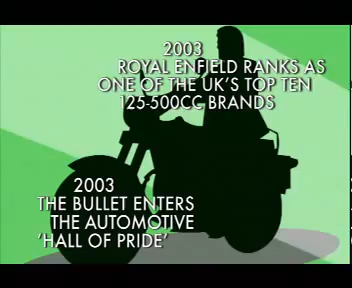 2003
ROYAL ENFIELD RANKS AS
ONE OF THE UK'S TOP TEN
125-500CC BRANDS
2003
THE BULLET ENTERS
THE AUTOMOTIVE
'HALL OF PRIDE'